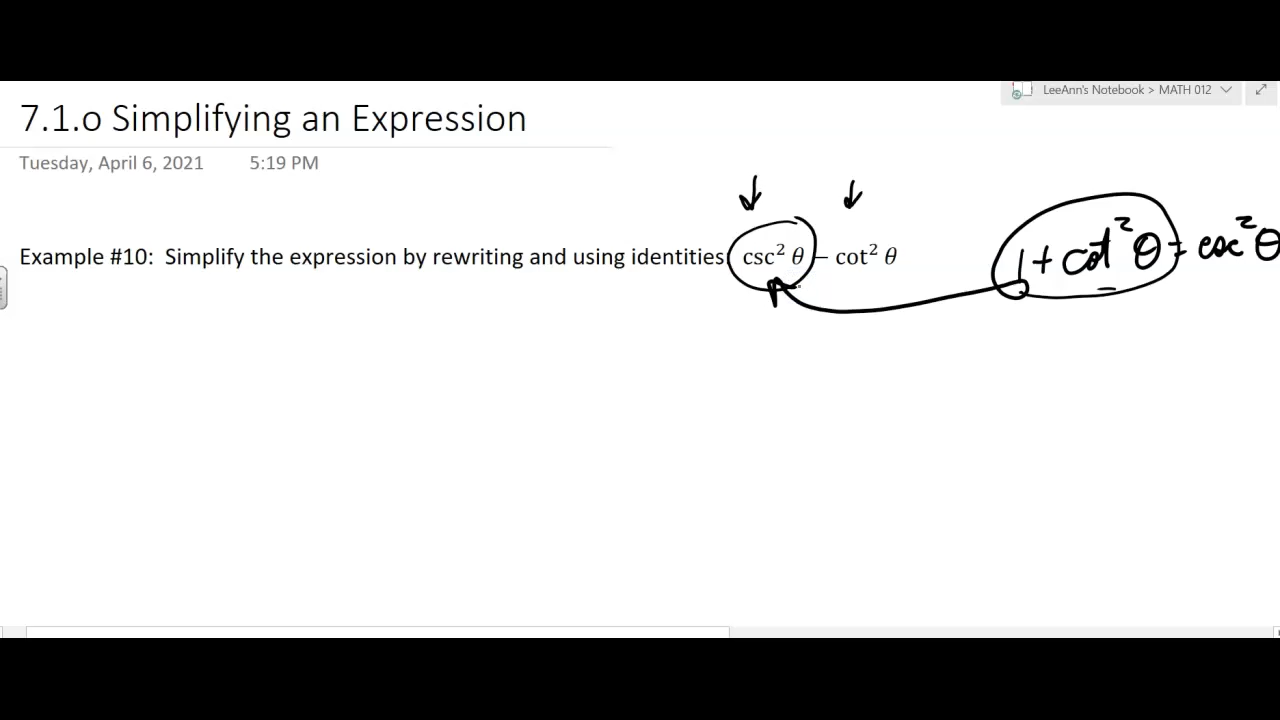 LeeAnn's Notebook > MATH 012
7.1.o Simplifying an Expression
Tuesday, April 6, 2021 5:19 PM
Example #10: Simplify the expression by rewriting and using identities csc² θ − cot² θ 1 + cot² θ = csc² θ